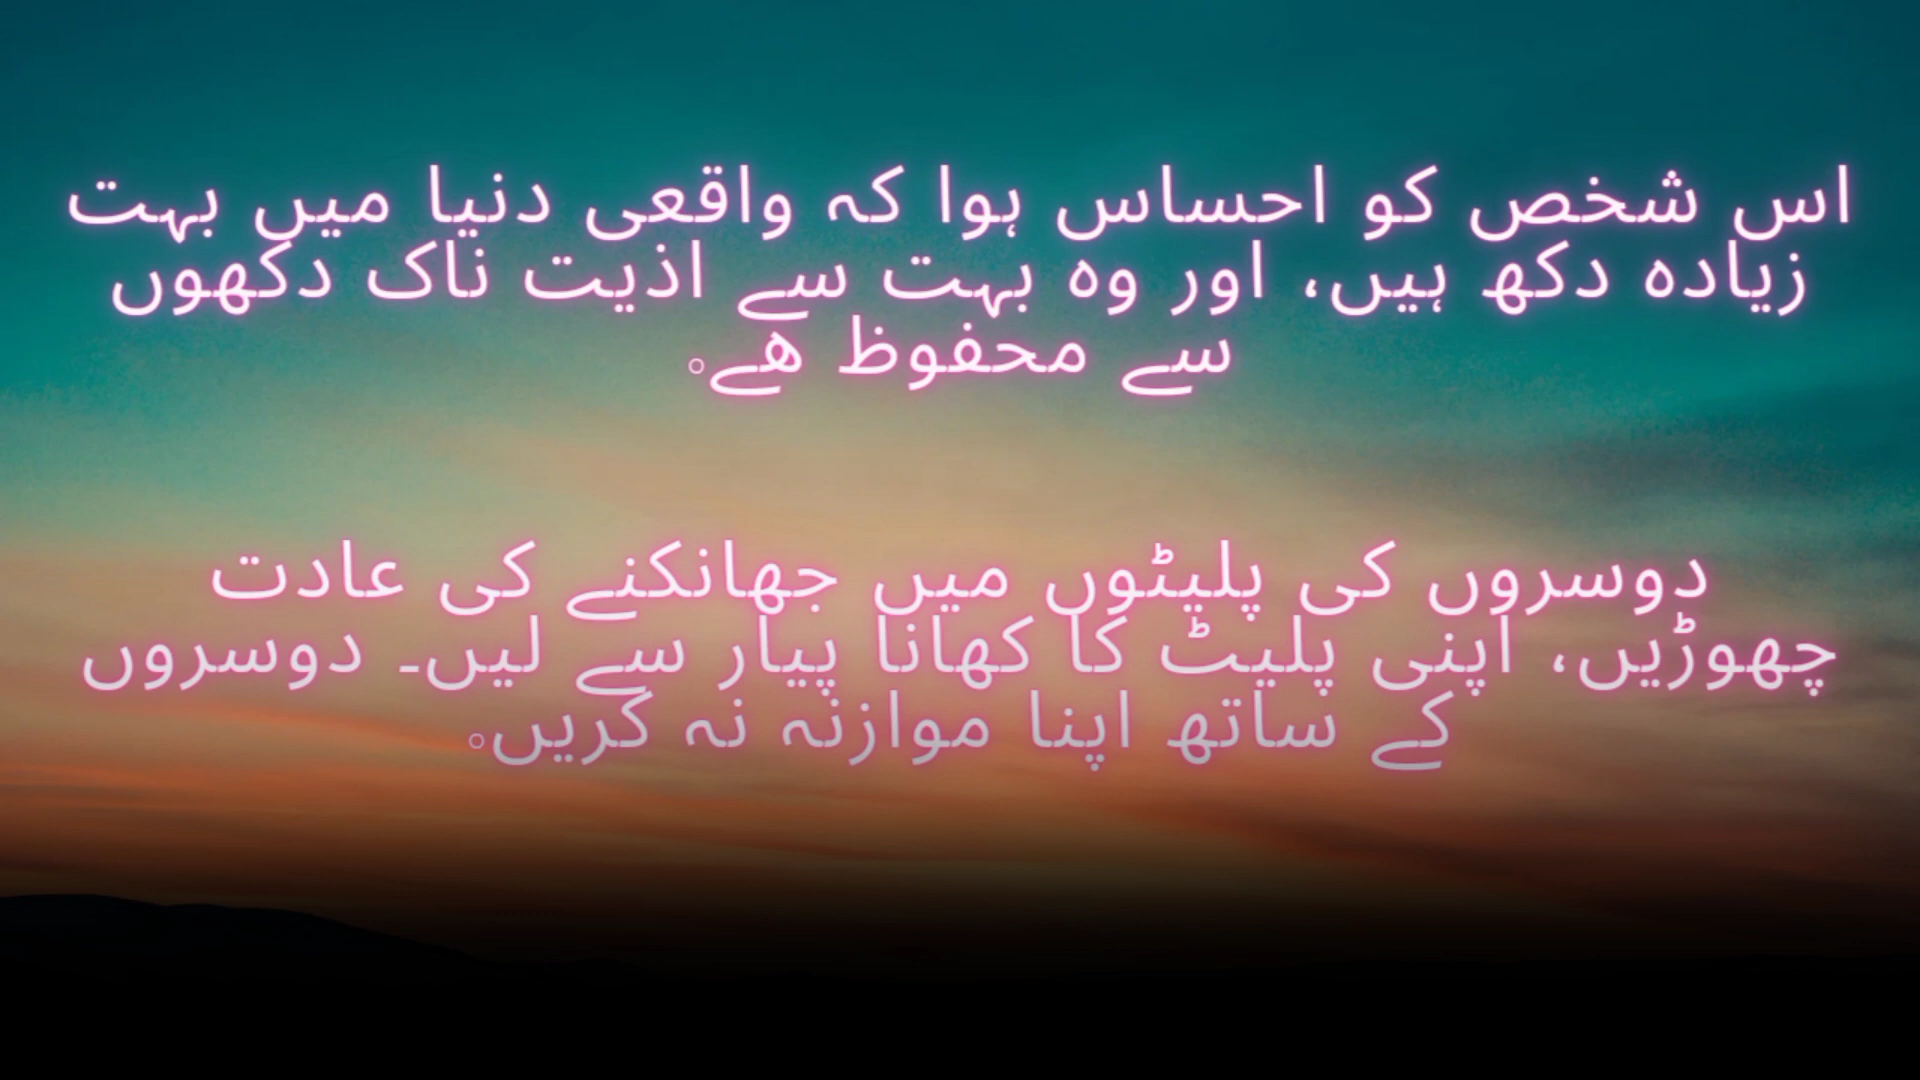 اس شخص کو احساس ہوا کہ واقعی دنیا میں بہت
زیادہ دکھ ہیں، اور وہ بہت سے اذیت ناک دکھوں
سے محفوظ ھے۔
دوسروں کی پلیٹوں میں جھانکنے کی عادت
چھوڑیں، اپنی پلیٹ کا کھانا پیار سے لیں۔ دوسروں
کے ساتھ اپنا موازنہ نہ کریں۔